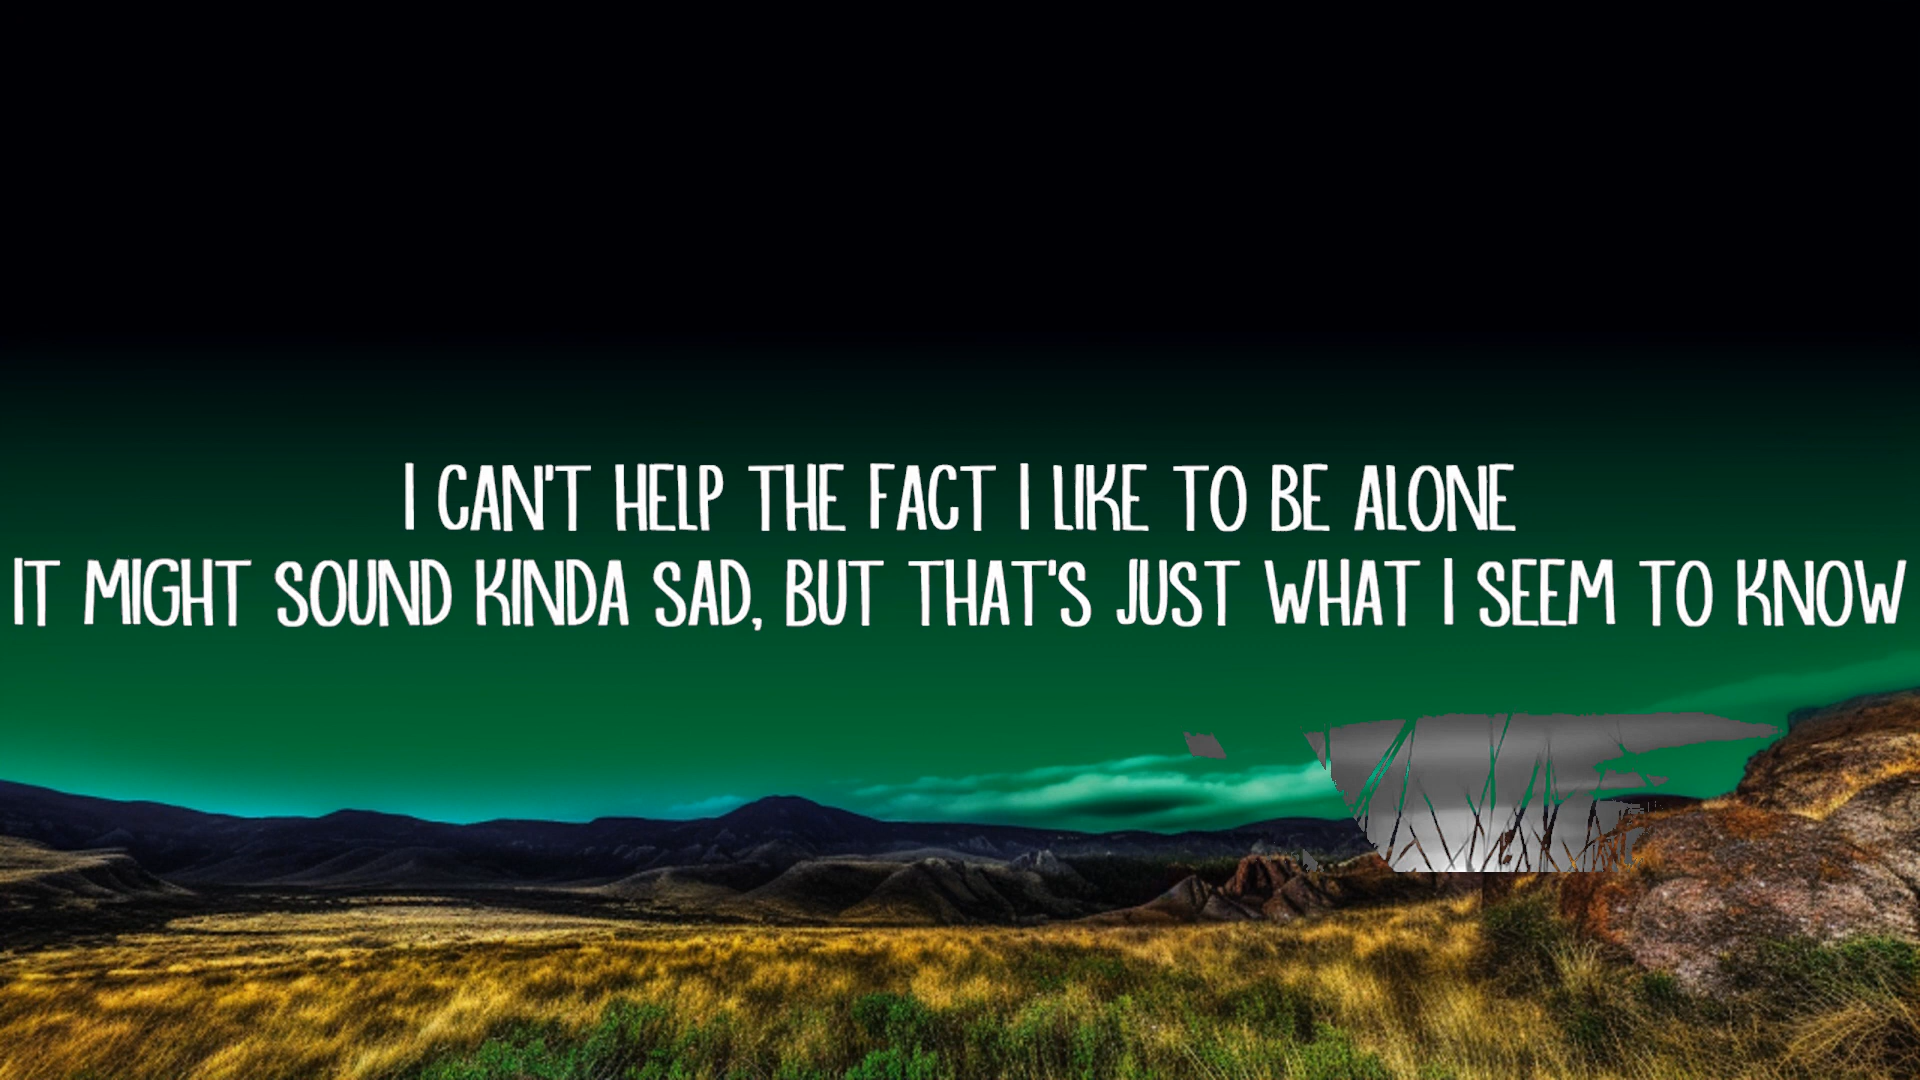 I CAN'T HELP THE FACT I LIKE TO BE ALONE
IT MIGHT SOUND KINDA SAD, BUT THAT'S JUST WHAT I SEEM TO KNOW